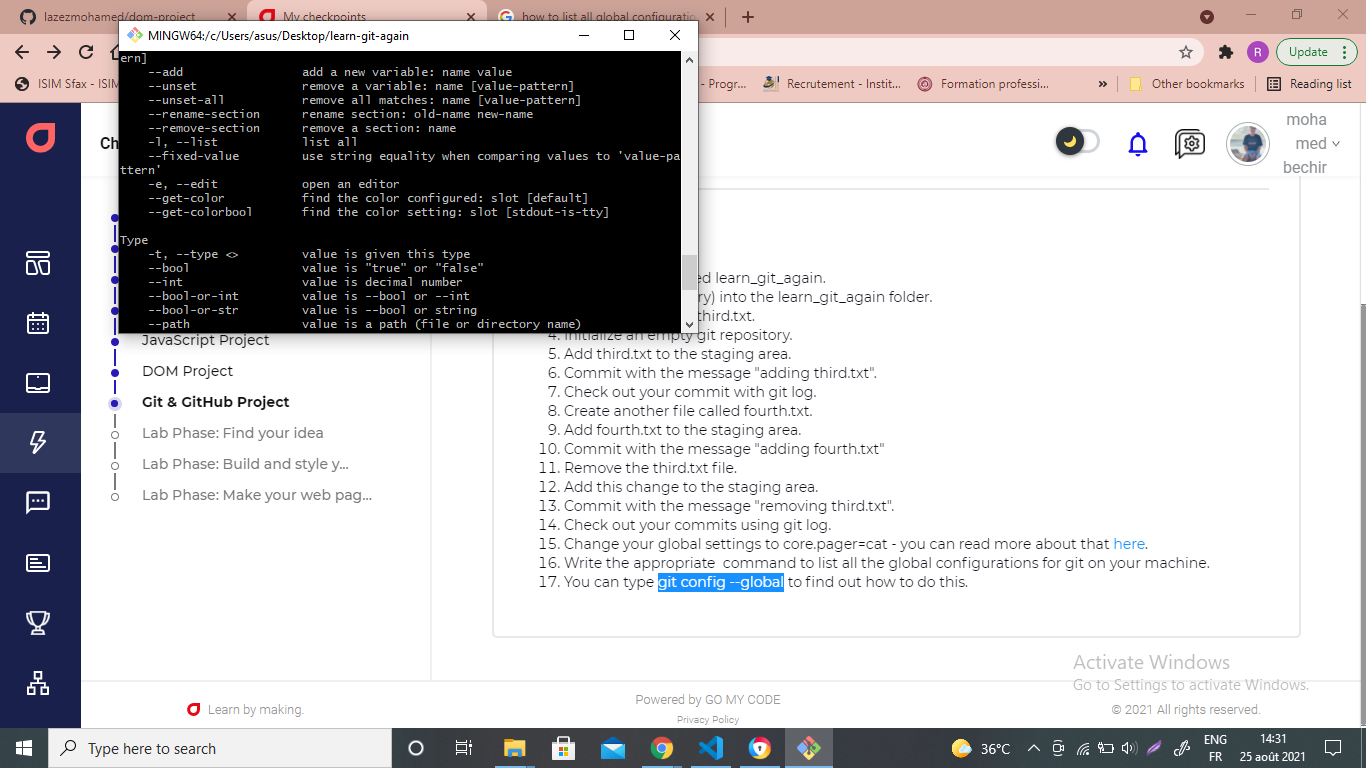 lazezmohamed/dom-project
My checkpoints
how to list all global configuratic
MINGW64:/c/Users/asus/Desktop/learn-git-again
Update
R
ISIM Sfax - ISIM
- Progr...
Recrutement - Instit...
Formation professi...
»
Other bookmarks
Reading list
ern]
--add add a new variable: name value
--unset remove a variable: name [value-pattern]
--unset-all remove all matches: name [value-pattern]
--rename-section rename section: old-name new-name
--remove-section remove a section: name
-l, --list list all
--fixed-value use string equality when comparing values to 'value-pa
ttern'
-e, --edit open an editor
--get-color find the color configured: slot [default]
--get-colorbool find the color setting: slot [stdout-is-tty]
Type
-t, --type <> value is given this type
--bool value is "true" or "false"
--int value is decimal number
--bool-or-int value is --bool or --int
--bool-or-str value is --bool or string
--path value is a path (file or directory name)
Ch
moha
med
bechir
JavaScript Project
DOM Project
Git & GitHub Project
Lab Phase: Find your idea
Lab Phase: Build and style y...
Lab Phase: Make your web pag...
ed learn_git_again.
ry) into the learn_git_again folder.
third.txt.
4. Initialize an empty git repository.
5. Add third.txt to the staging area.
6. Commit with the message "adding third.txt".
7. Check out your commit with git log.
8. Create another file called fourth.txt.
9. Add fourth.txt to the staging area.
10. Commit with the message "adding fourth.txt"
11. Remove the third.txt file.
12. Add this change to the staging area.
13. Commit with the message "removing third.txt".
14. Check out your commits using git log.
15. Change your global settings to core.pager=cat - you can read more about that here.
16. Write the appropriate command to list all the global configurations for git on your machine.
17. You can type git config --global to find out how to do this.
Activate Windows
Go to Settings to activate Windows.
Learn by making.
Powered by GO MY CODE
Privacy Policy
© 2021 All rights reserved.
Type here to search
36°C
ENG
FR
14:31
25 août 2021